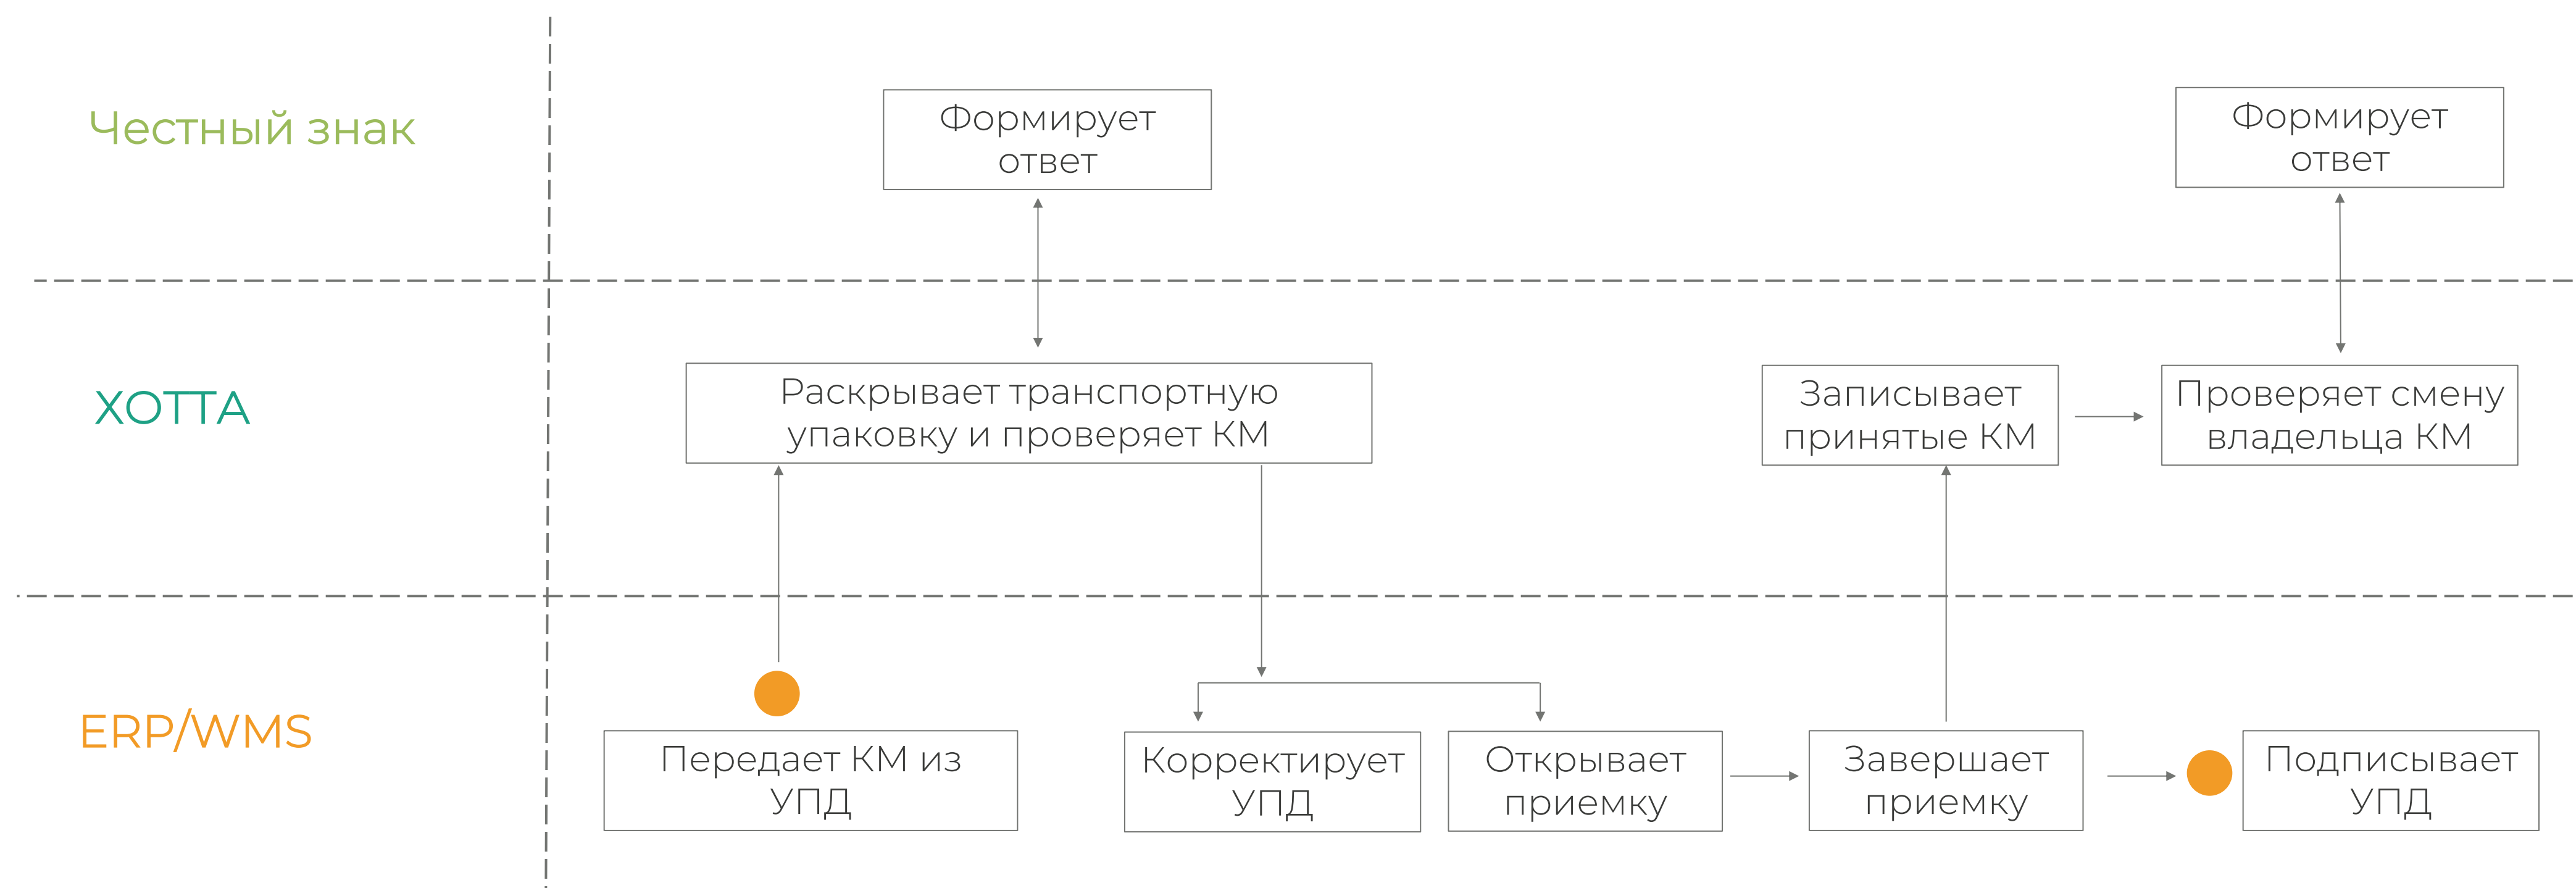 Честный знак
Формирует
ответ
Формирует
ответ
ХОТТА
Раскрывает транспортную
упаковку и проверяет КМ
Записывает
принятые КМ
Проверяет смену
владельца КМ
ERP/WMS
Передает КМ из
УПД
Корректирует
УПД
Открывает
приемку
Завершает
приемку
Подписывает
УПД